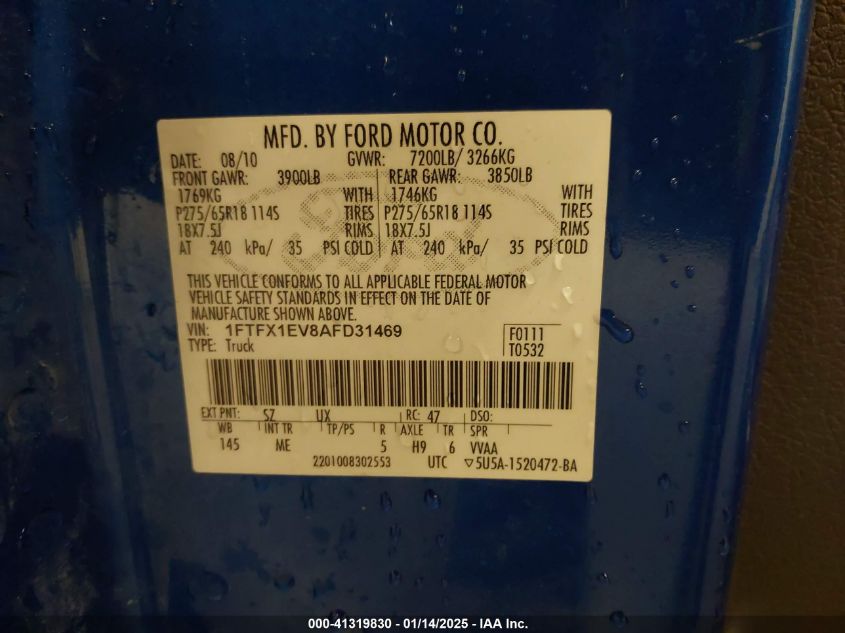 MFD. BY FORD MOTOR CO.
DATE: 08/10 GVWR: 7200LB/ 3266KG
FRONT GAWR: 3900LB REAR GAWR: 3850LB
1769KG WITH 1746KG WITH
P275/65R18 114S TIRES P275/65R18 114S TIRES
18X7.5J RIMS 18X7.5J RIMS
AT 240 kPa/ 35 PSI COLD AT 240 kPa/ 35 PSI COLD
THIS VEHICLE CONFORMS TO ALL APPLICABLE FEDERAL MOTOR
VEHICLE SAFETY STANDARDS IN EFFECT ON THE DATE OF
MANUFACTURE SHOWN ABOVE.
VIN: 1FTFX1EV8AFD31469
TYPE: Truck
F0111
T0532
EXT PNT: SZ UX RC: 47 DSO:
WB INT TR TP/PS R AXLE TR SPR
145 ME 5 H9 6 VVAA
2201008302553 UTC ▽5U5A-1520472-BA
000-41319830 - 01/14/2025 - IAA Inc.